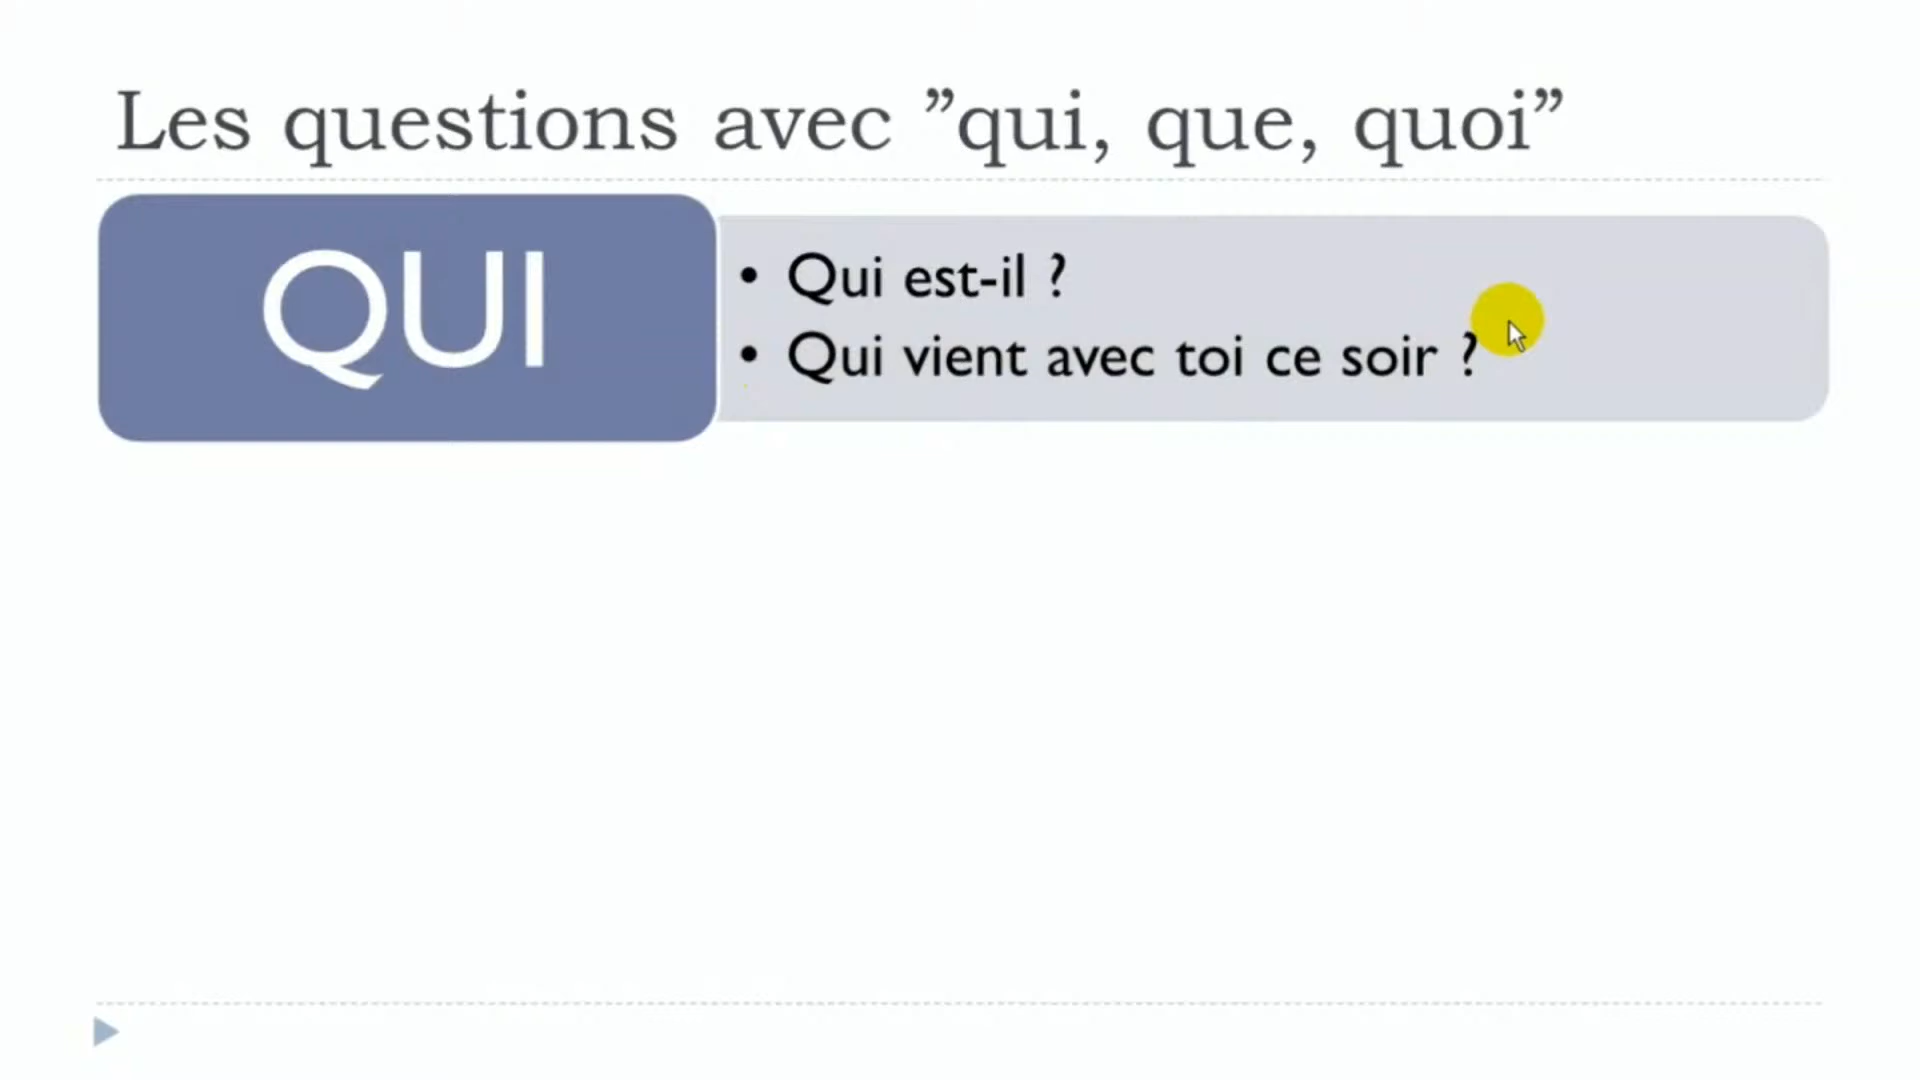 Les questions avec ”qui, que, quoi”
QUI
• Qui est-il ?
• Qui vient avec toi ce soir ?